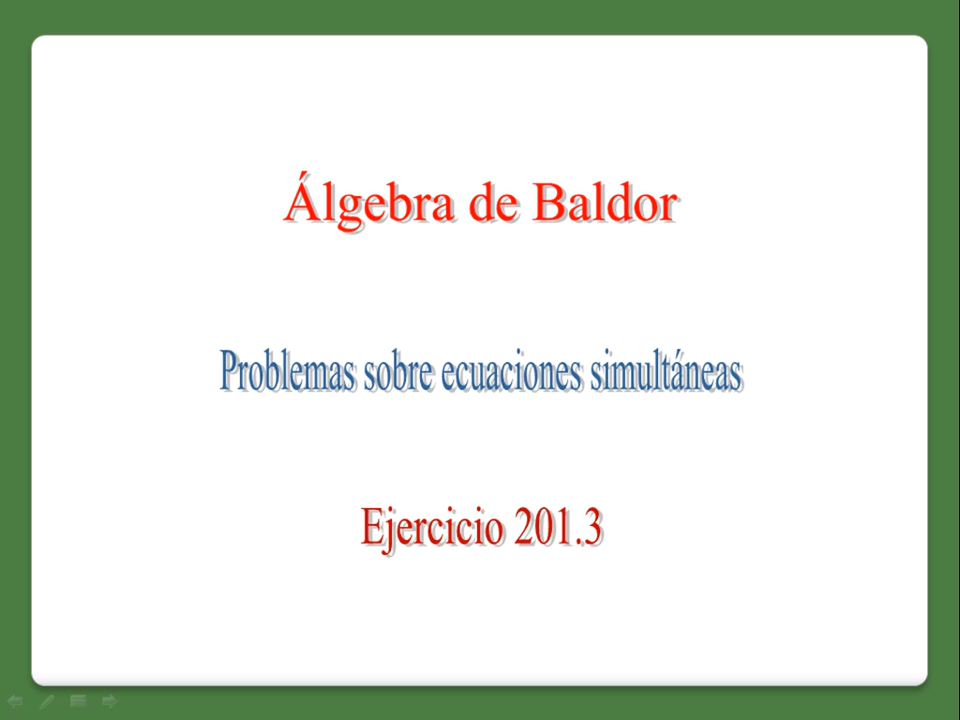 Álgebra de Baldor
Problemas sobre ecuaciones simultáneas
Ejercicio 201.3